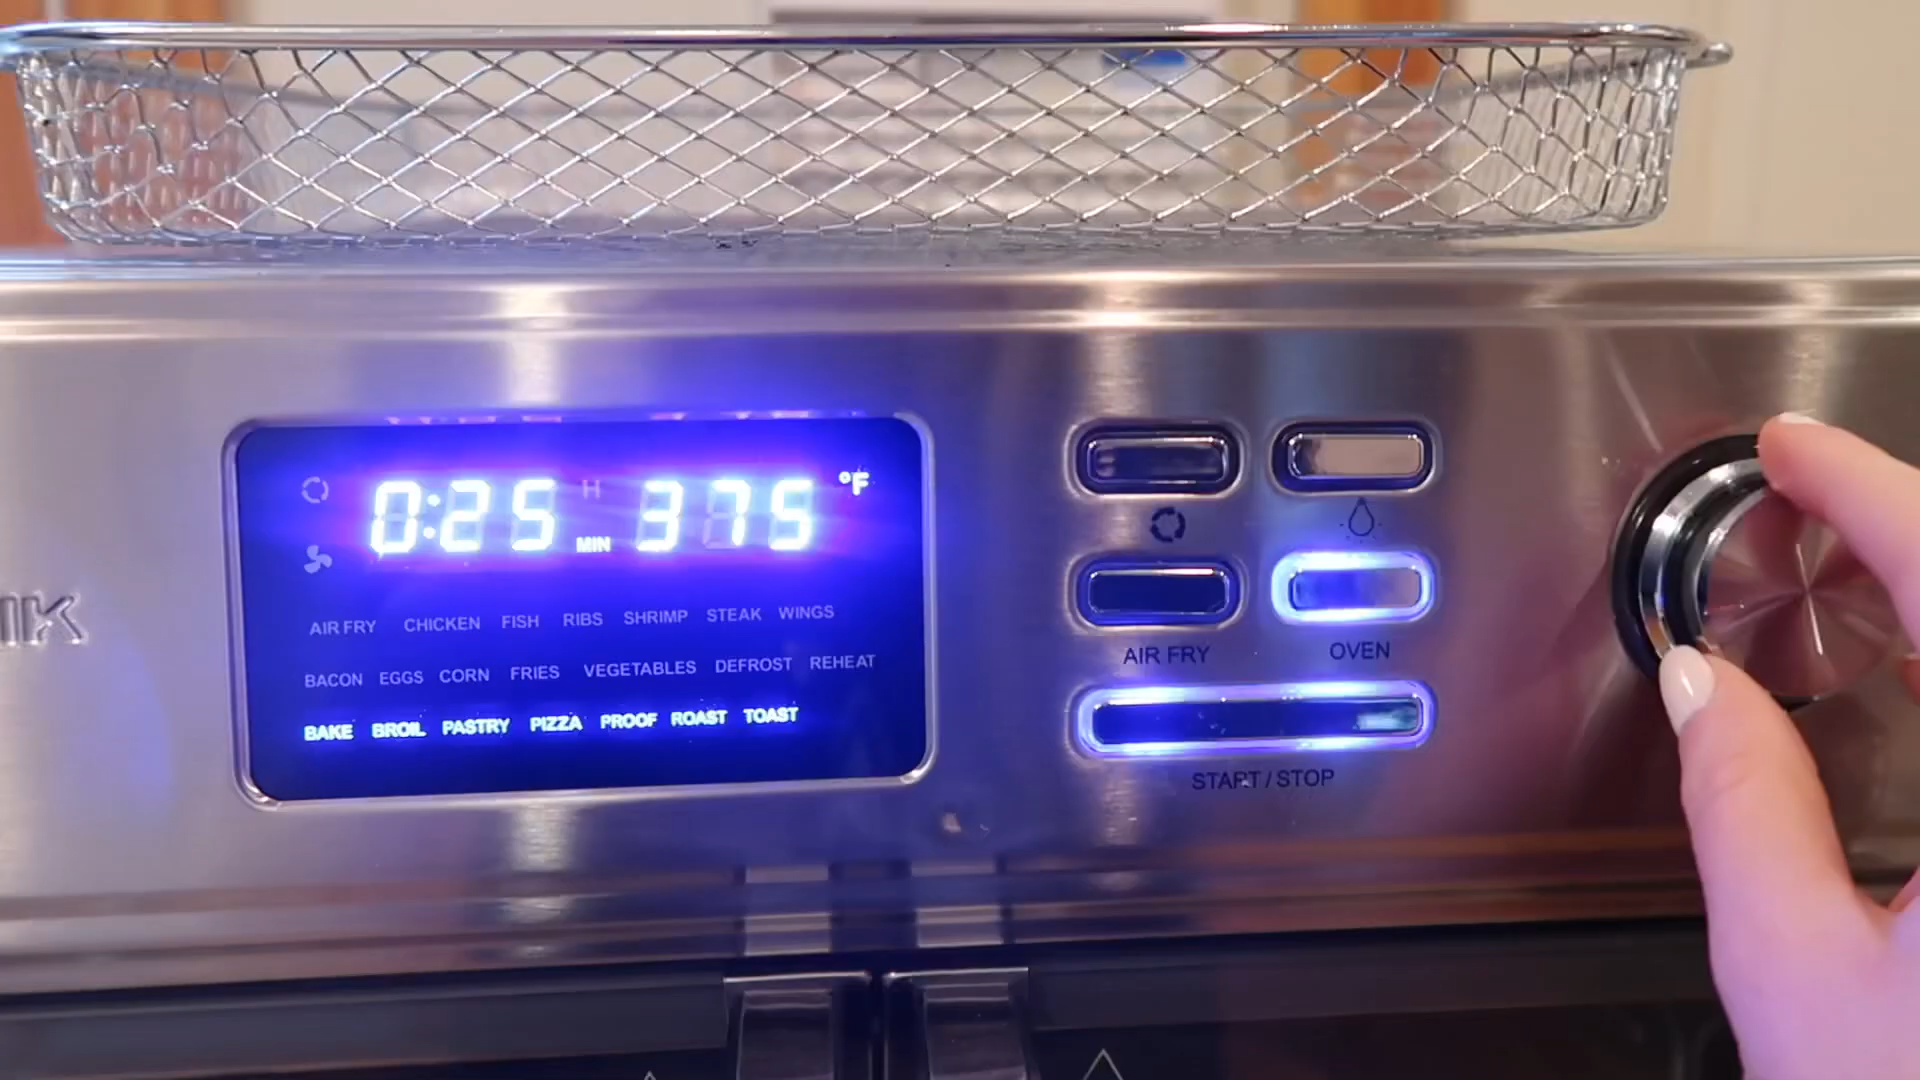 0:25 H MIN 375 °F
AIR FRY CHICKEN FISH RIBS SHRIMP STEAK WINGS
BACON EGGS CORN FRIES VEGETABLES DEFROST REHEAT
BAKE BROIL PASTRY PIZZA PROOF ROAST TOAST
AIR FRY OVEN
START / STOP